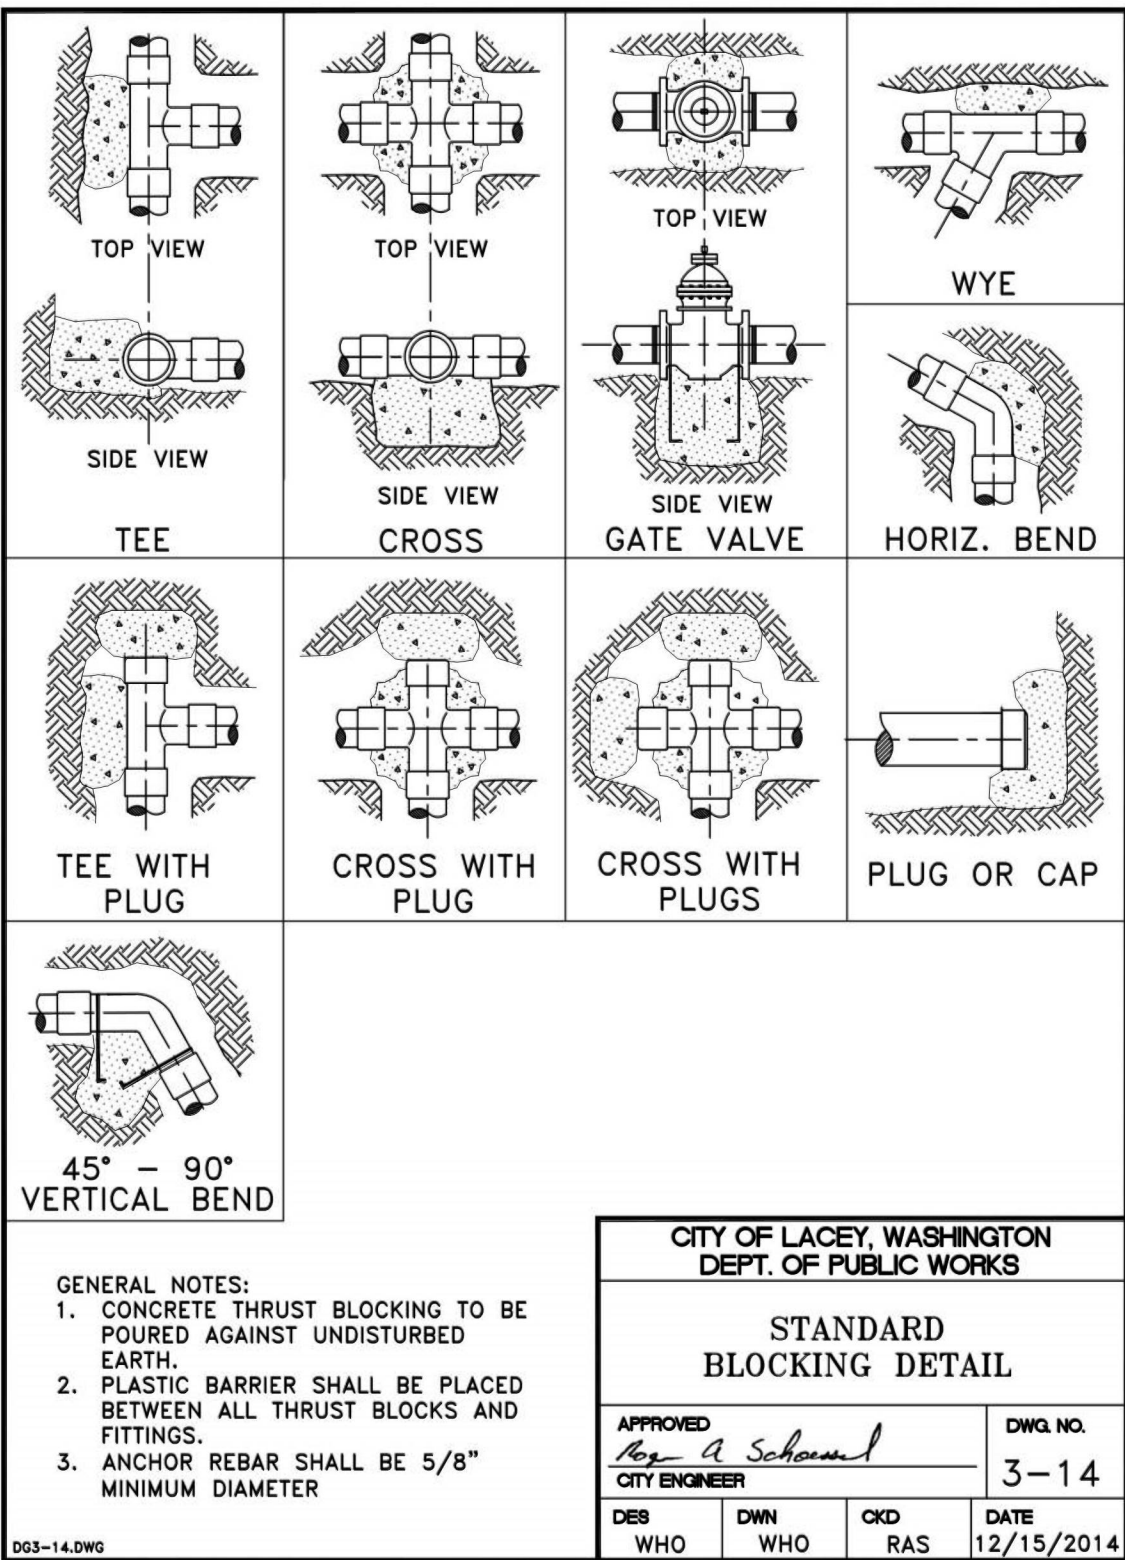 TOP VIEW
SIDE VIEW
TEE
TOP VIEW
SIDE VIEW
CROSS
TOP VIEW
SIDE VIEW
GATE VALVE
WYE
HORIZ. BEND
TEE WITH
PLUG
CROSS WITH
PLUG
CROSS WITH
PLUGS
PLUG OR CAP
45° – 90°
VERTICAL BEND
GENERAL NOTES:
1. CONCRETE THRUST BLOCKING TO BE
POURED AGAINST UNDISTURBED
EARTH.
2. PLASTIC BARRIER SHALL BE PLACED
BETWEEN ALL THRUST BLOCKS AND
FITTINGS.
3. ANCHOR REBAR SHALL BE 5/8"
MINIMUM DIAMETER
DG3-14.DWG
CITY OF LACEY, WASHINGTON
DEPT. OF PUBLIC WORKS
STANDARD
BLOCKING DETAIL
APPROVED
CITY ENGINEER
DWG. NO.
3-14
DES
WHO
DWN
WHO
CKD
RAS
DATE
12/15/2014